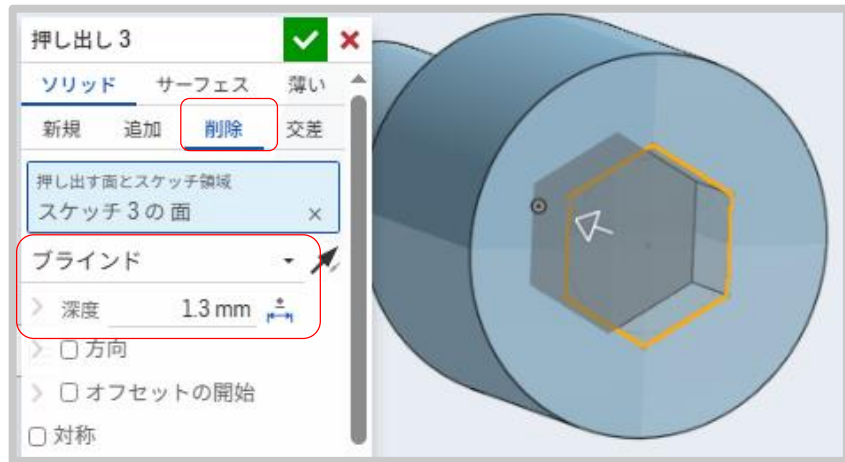 押し出し 3
ソリッド サーフェス 薄い
新規 追加 削除 交差
押し出す面とスケッチ領域
スケッチ 3 の 面
ブラインド
深度 1.3 mm
方向
オフセットの開始
対称